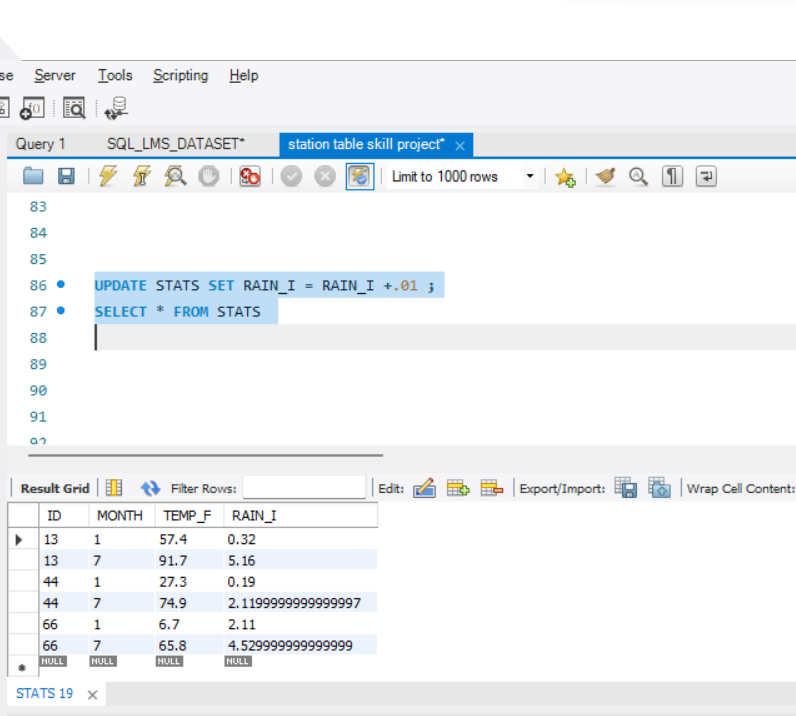 se Server Tools Scripting Help
Query 1 SQL_LMS_DATASET* station table skill project*
Limit to 1000 rows
83
84
85
86 UPDATE STATS SET RAIN_I = RAIN_I +.01 ;
87 SELECT * FROM STATS
88
89
90
91
92
Result Grid Filter Rows: Edit: Export/Import: Wrap Cell Content:
ID MONTH TEMP_F RAIN_I
13 1 57.4 0.32
13 7 91.7 5.16
44 1 27.3 0.19
44 7 74.9 2.1199999999999997
66 1 6.7 2.11
66 7 65.8 4.529999999999999
NULL NULL NULL NULL
STATS 19